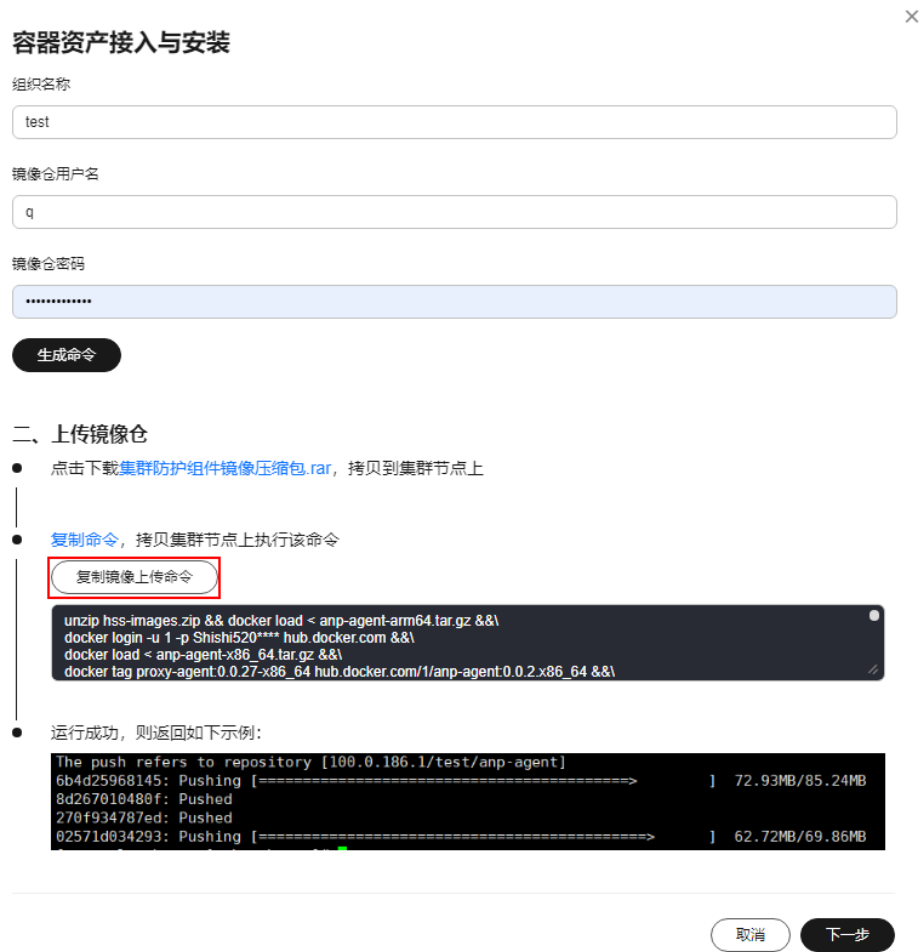 容器资产接入与安装
组织名称
test
镜像仓用户名
q
镜像仓密码
•••••••••••••
生成命令
二、上传镜像仓
点击下载集群防护组件镜像压缩包.rar，拷贝到集群节点上
复制命令，拷贝集群节点上执行该命令
复制镜像上传命令
unzip hss-images.zip && docker load < anp-agent-arm64.tar.gz &&\
docker login -u 1 -p Shishi520**** hub.docker.com &&\
docker load < anp-agent-x86_64.tar.gz &&\
docker tag proxy-agent:0.0.27-x86_64 hub.docker.com/1/anp-agent:0.0.2.x86_64 &&\
运行成功，则返回如下示例：
The push refers to repository [100.0.186.1/test/anp-agent]
6b4d25968145: Pushing [==========================================>        ]  72.93MB/85.24MB
8d267010480f: Pushed
270f934787ed: Pushed
02571d034293: Pushing [============================================>      ]  62.72MB/69.86MB
取消
下一步